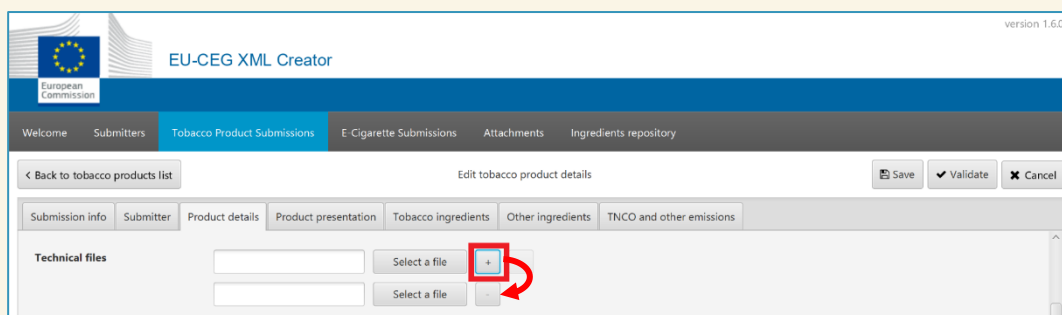 version 1.6.0
EU-CEG XML Creator
European
Commission
Welcome Submitters Tobacco Product Submissions E-Cigarette Submissions Attachments Ingredients repository
< Back to tobacco products list Edit tobacco product details Save Validate Cancel
Submission info Submitter Product details Product presentation Tobacco ingredients Other ingredients TNCO and other emissions
Technical files Select a file +
Select a file -